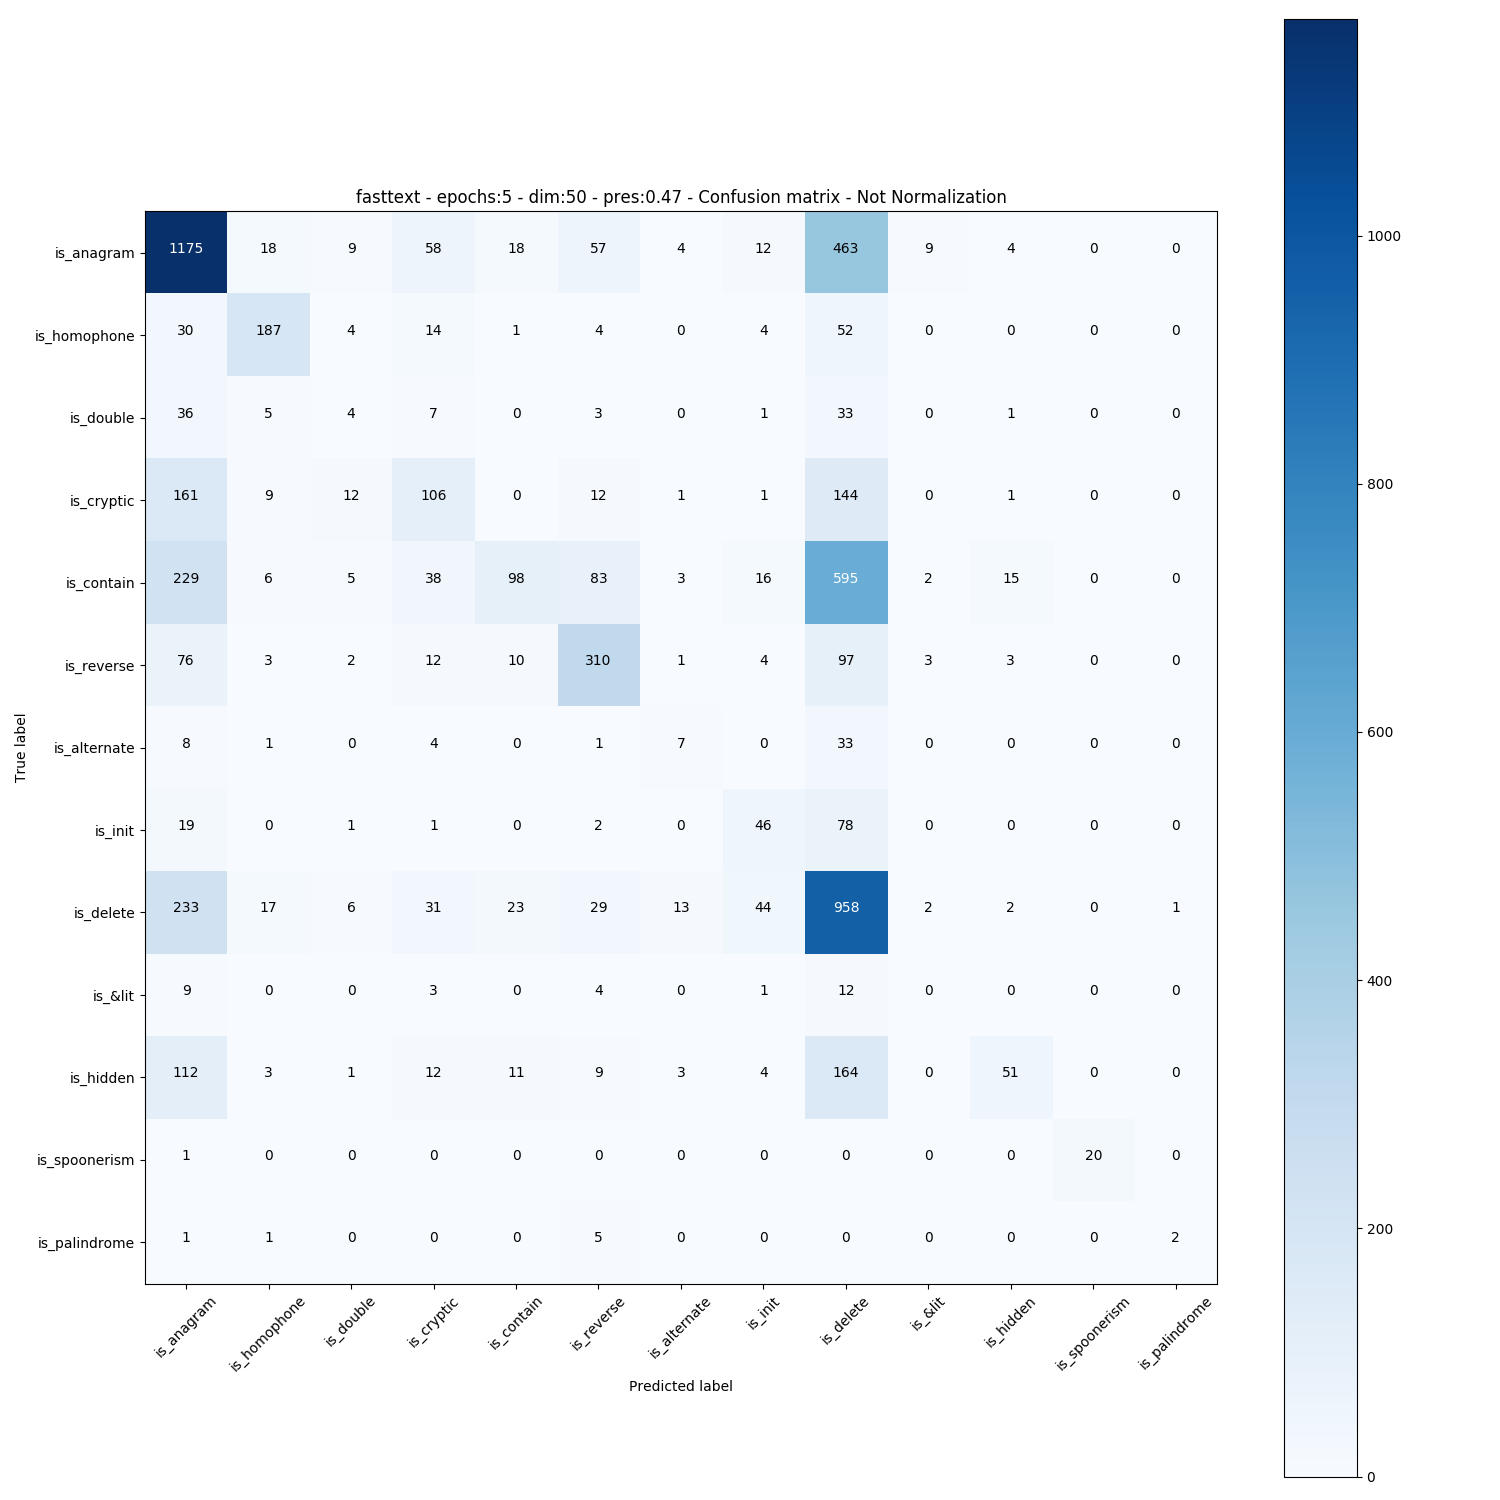 fasttext - epochs:5 - dim:50 - pres:0.47 - Confusion matrix - Not Normalization
is_anagram 1175 18 9 58 18 57 4 12 463 9 4 0 0
is_homophone 30 187 4 14 1 4 0 4 52 0 0 0 0
is_double 36 5 4 7 0 3 0 1 33 0 1 0 0
is_cryptic 161 9 12 106 0 12 1 1 144 0 1 0 0
is_contain 229 6 5 38 98 83 3 16 595 2 15 0 0
is_reverse 76 3 2 12 10 310 1 4 97 3 3 0 0
is_alternate 8 1 0 4 0 1 7 0 33 0 0 0 0
is_init 19 0 1 1 0 2 0 46 78 0 0 0 0
is_delete 233 17 6 31 23 29 13 44 958 2 2 0 1
is_&lit 9 0 0 3 0 4 0 1 12 0 0 0 0
is_hidden 112 3 1 12 11 9 3 4 164 0 51 0 0
is_spoonerism 1 0 0 0 0 0 0 0 0 0 0 20 0
is_palindrome 1 1 0 0 0 5 0 0 0 0 0 0 2
True label
is_anagram is_homophone is_double is_cryptic is_contain is_reverse is_alternate is_init is_delete is_&lit is_hidden is_spoonerism is_palindrome
Predicted label
1000
800
600
400
200
0